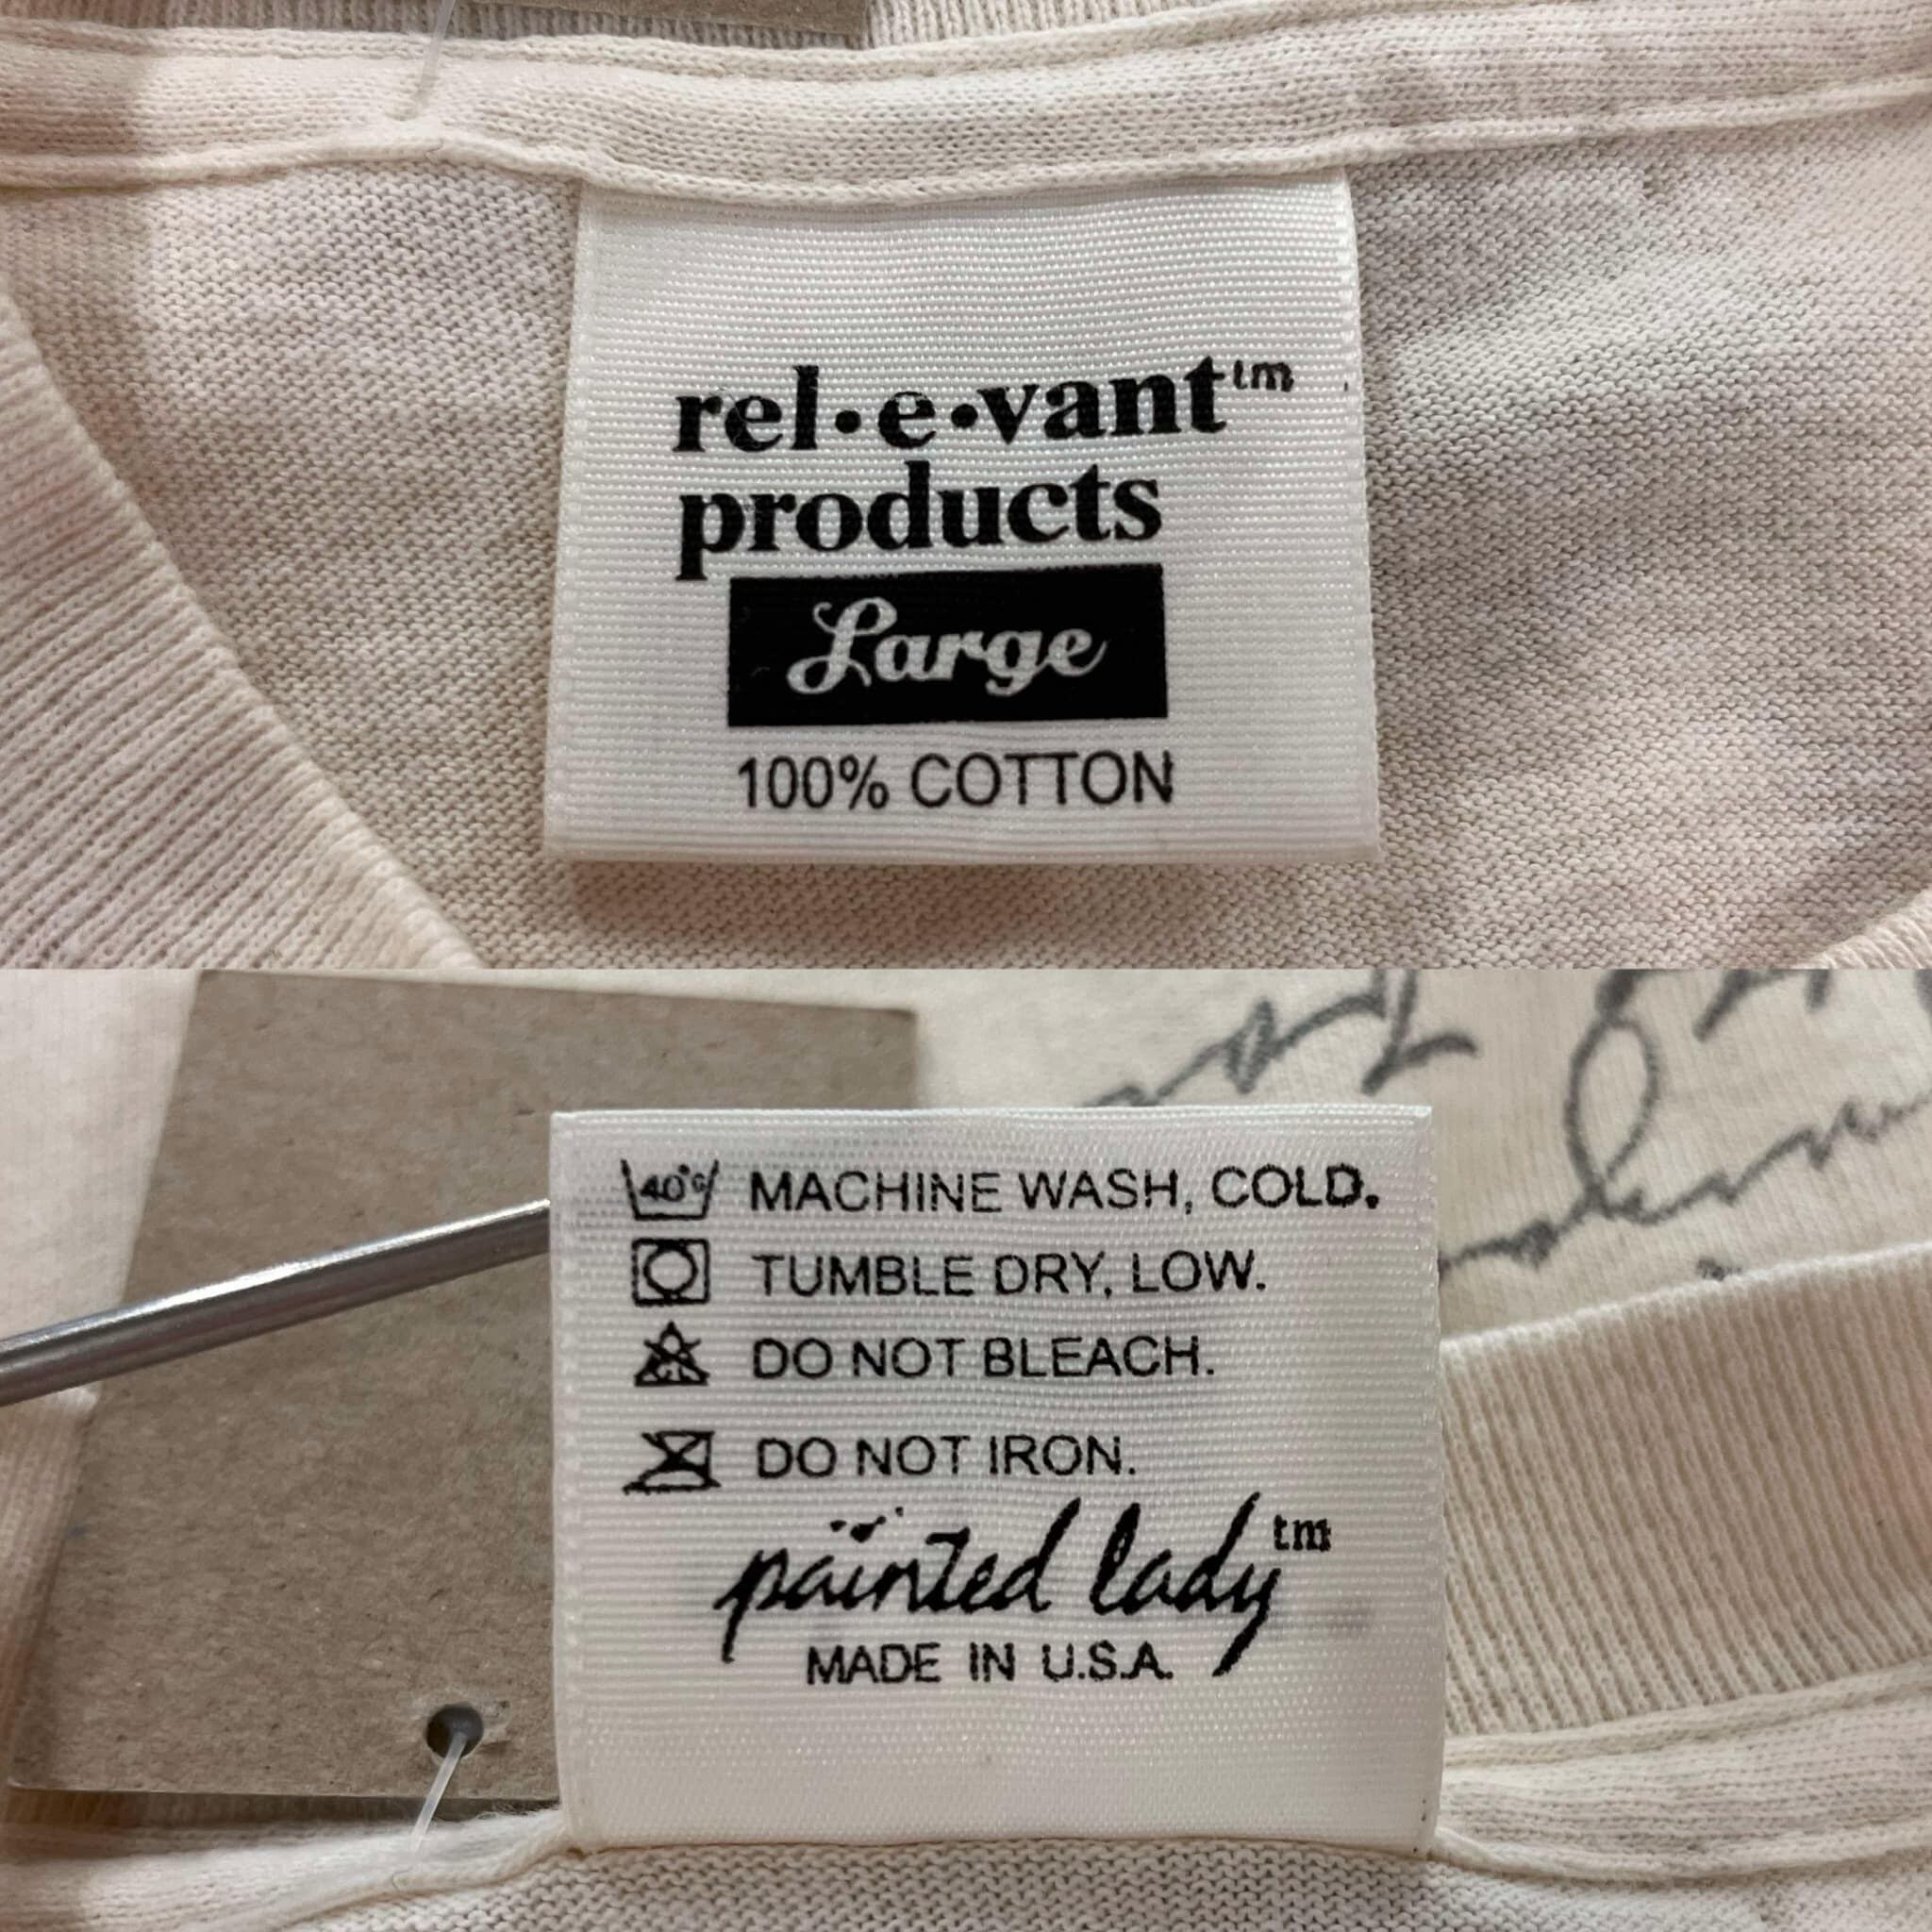 rel·e·vant™
products
Large
100% COTTON
40°C MACHINE WASH, COLD.
TUMBLE DRY, LOW.
DO NOT BLEACH.
DO NOT IRON.
painted lady™
MADE IN U.S.A.